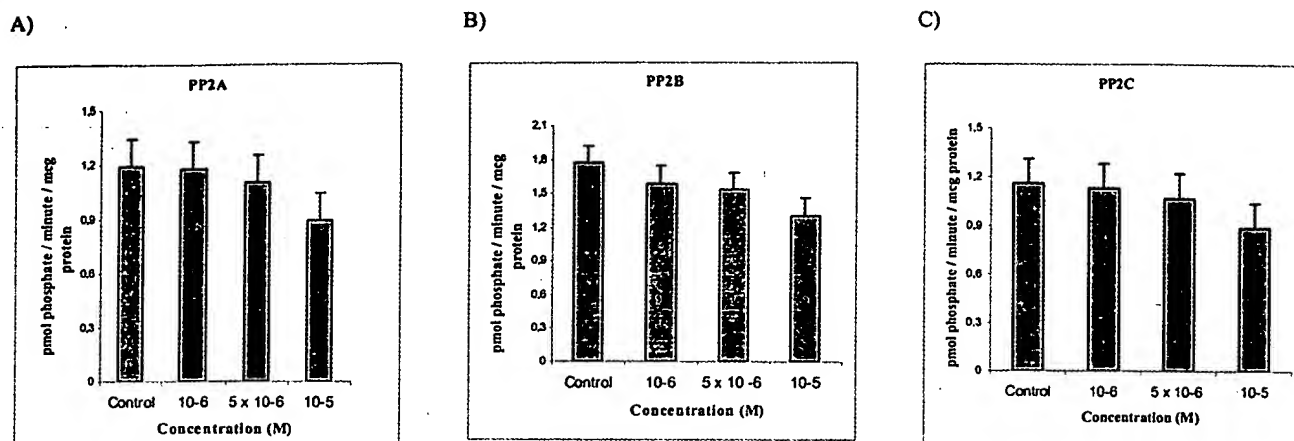 A)
PP2A
pmol phosphate / minute / mcg
protein
1,5
1,2
0,9
0,6
0,3
0
Control 10-6 5 x 10-6 10-5
Concentration (M)
B)
PP2B
pmol phosphate / minute / mcg
protein
2,1
1,8
1,5
1,2
0,9
0,6
0,3
0
Control 10-6 5 x 10 -6 10-5
Concentration (M)
C)
PP2C
pmol phosphate / minute / mcg protein
1,5
1,2
0,9
0,6
0,3
0
Control 10-6 5 x 10-6 10-5
Concentration (M)